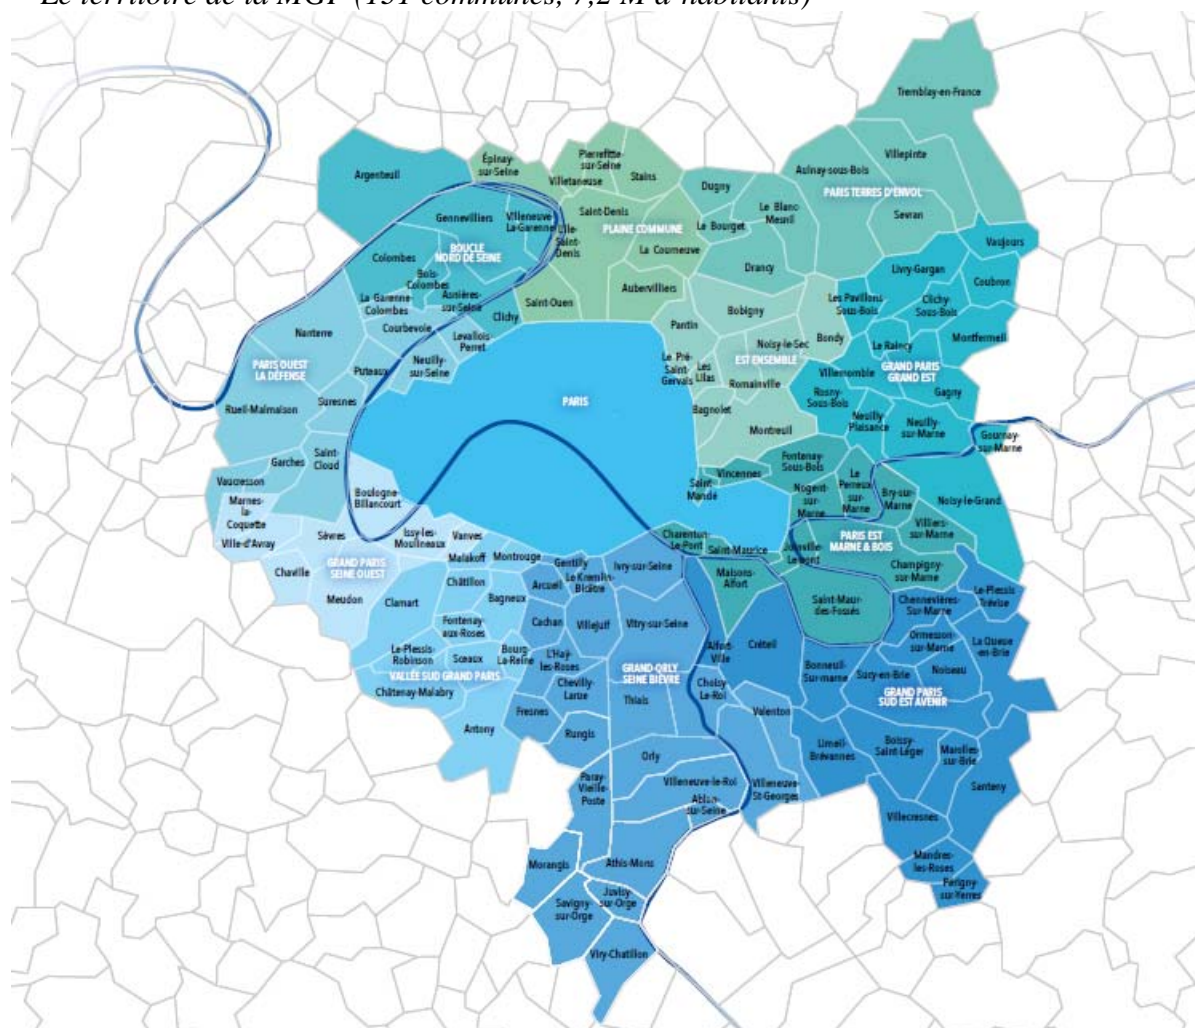 Le territoire de la MGP (131 communes, 7,2 M d'habitants)
Tremblay-en-France
Épinay-
sur-Seine
Pierrefitte-
sur-Seine
Villetaneuse
Stains
Argenteuil
Dugny
Aulnay-sous-Bois
Villepinte
PARIS TERRES D'ENVOL
Gennevilliers
Villeneuve-
La-Garenne
L'Ile-
Saint-
Denis
Saint-Denis
PLAINE COMMUNE
Le Bourget
Le Blanc
Mesnil
Sevran
BOUCLE
NORD DE SEINE
La Courneuve
Vaujours
Colombes
Bois-
Colombes
Drancy
Livry-Gargan
Coubron
La Garenne-
Colombes
Asnières-
sur-Seine
Saint-Ouen
Aubervilliers
Clichy
Les Pavillons-
Sous-Bois
Clichy-
Sous-Bois
Nanterre
Courbevoie
Levallois-
Perret
Pantin
Bobigny
Noisy-le-Sec
Bondy
Le Raincy
Montfermeil
PARIS OUEST
LA DÉFENSE
Puteaux
Neuilly-
sur-Seine
Le Pré-
Saint-
Gervais
Les
Lilas
EST ENSEMBLE
Romainville
Villemomble
GRAND PARIS
GRAND EST
Rueil-Malmaison
Suresnes
PARIS
Bagnolet
Montreuil
Rosny-
Sous-Bois
Gagny
Neuilly
Plaisance
Neuilly-
sur-Marne
Gournay-
sur-Marne
Garches
Saint-
Cloud
Vaucresson
Marnes-
la-
Coquette
Ville-d'Avray
Boulogne-
Billancourt
Vincennes
Saint
Mandé
Fontenay-
Sous-Bois
Nogent-
sur-
Marne
Le
Perreux
sur-
Marne
Bry-sur-
Marne
Noisy-le-Grand
Villiers-
sur-Marne
PARIS EST
MARNE & BOIS
Sèvres
Issy-les-
Moulineaux
Vanves
Malakoff
Montrouge
Gentilly
Charenton-
Le-Pont
Saint-Maurice
Joinville-
Le-Pont
Champigny-
sur-Marne
Chaville
GRAND PARIS
SEINE OUEST
Meudon
Clamart
Châtillon
Bagneux
Arcueil
Le Kremlin-
Bicêtre
Ivry-sur-Seine
Maisons-
Alfort
Saint-Maur-
des-Fossés
Chennevières-
Sur-Marne
Le-Plessis
Trévise
Fontenay-
aux-Roses
Cachan
Villejuif
Vitry-sur-Seine
Alfort-
Ville
Créteil
Ormesson-
sur-Marne
La Queue-
en-Brie
Le-Plessis-
Robinson
Sceaux
Bourg-
La-Reine
L'Haÿ-
les-Roses
VALLÉE SUD GRAND PARIS
GRAND-ORLY
SEINE BIÈVRE
Bonneuil-
Sur-marne
Sucy-en-Brie
Noiseau
GRAND PARIS
SUD EST AVENIR
Châtenay-Malabry
Chevilly-
Larue
Thiais
Choisy-
Le-Roi
Valenton
Antony
Fresnes
Rungis
Orly
Limeil-
Brévannes
Boissy-
Saint-Léger
Marolles-
sur-Brie
Santeny
Paray-
Vieille-
Poste
Villeneuve-le-Roi
Ablon-
sur-Seine
Villeneuve-
St-Georges
Villecresnes
Mandres-
les-Roses
Périgny-
sur-Yerres
Morangis
Athis-Mons
Savigny-
sur-Orge
Juvisy-
sur-Orge
Viry-Chatillon